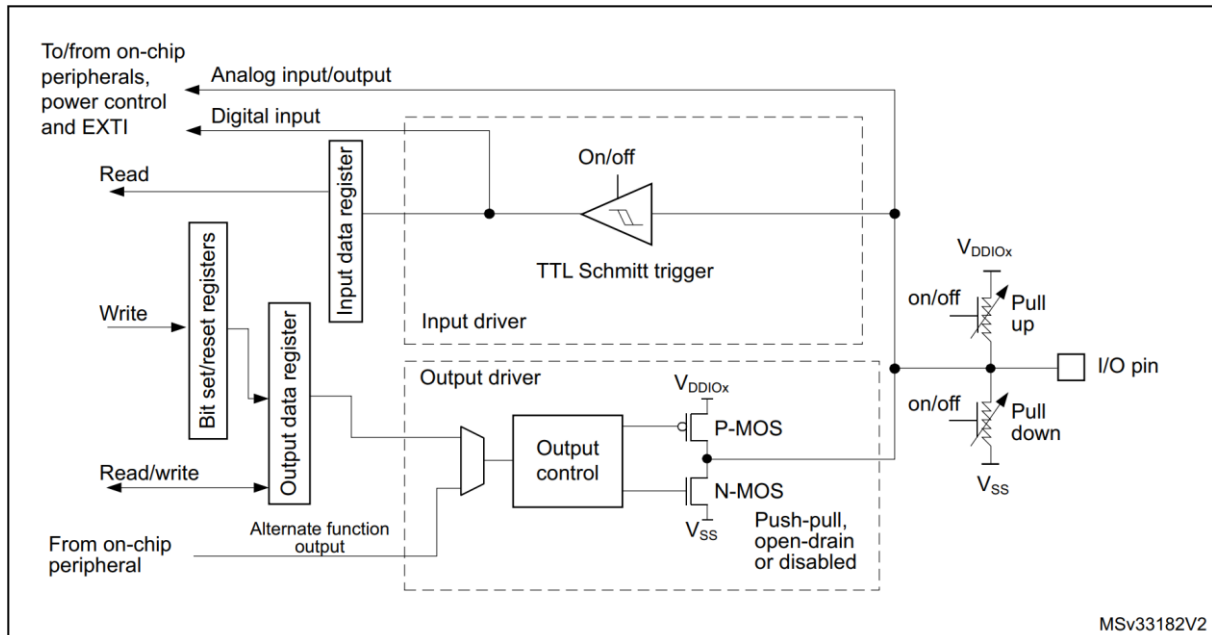 To/from on-chip
peripherals,
power control
and EXTI
Analog input/output
Digital input
Read
Input data register
On/off
TTL Schmitt trigger
Input driver
Write
Bit set/reset registers
Output data register
Read/write
From on-chip
peripheral
Alternate function
output
Output driver
Output
control
VDDIOx
P-MOS
N-MOS
VSS
Push-pull,
open-drain
or disabled
VDDIOx
on/off
Pull
up
I/O pin
on/off
Pull
down
VSS
MSv33182V2